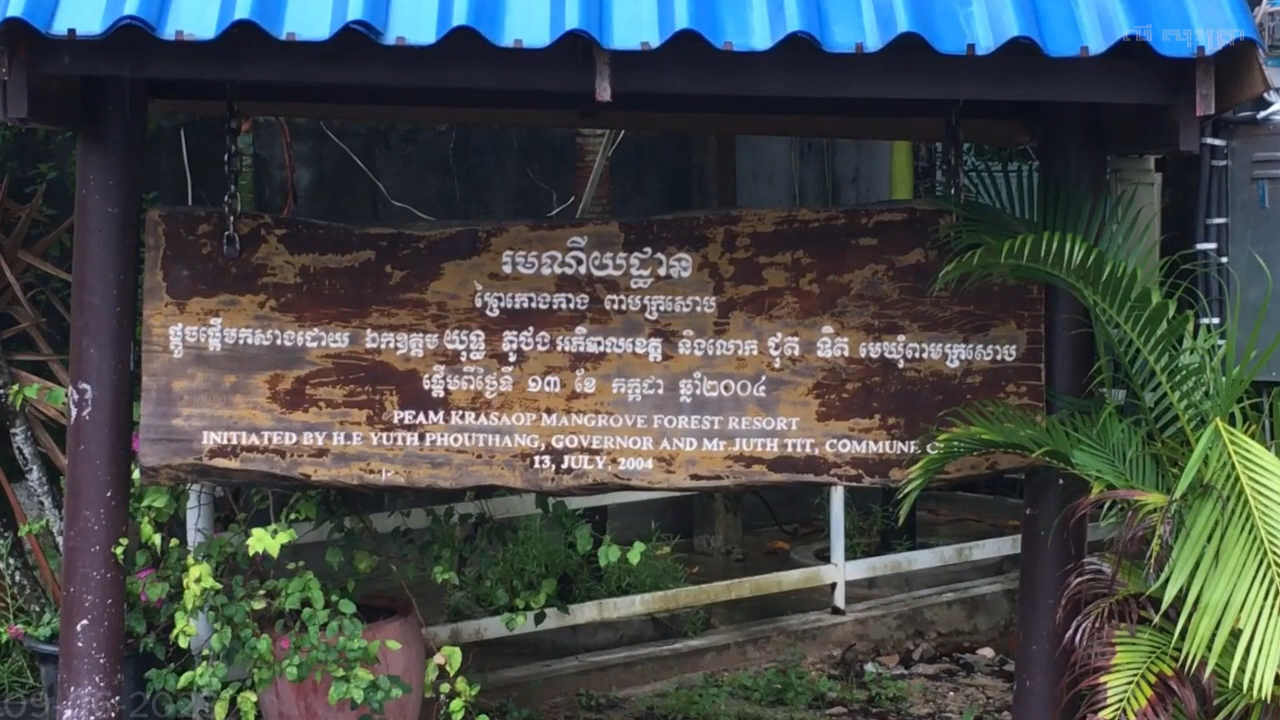 រមណីយដ្ឋាន
ព្រៃកោងកាង ពាមក្រសោប
ផ្តួចផ្តើមកសាងដោយ ឯកឧត្តម យុទ្ធ ភូថង អភិបាលខេត្ត និងលោក ជុត ទិត មេឃុំពាមក្រសោប
ផ្តើមពីថ្ងៃទី ១៣ ខែ កក្កដា ឆ្នាំ២០០៤
PEAM KRASAOP MANGROVE FOREST RESORT
INITIATED BY H.E YUTH PHOUTHANG, GOVERNOR AND Mr JUTH TIT, COMMUNE
13, JULY, 2004